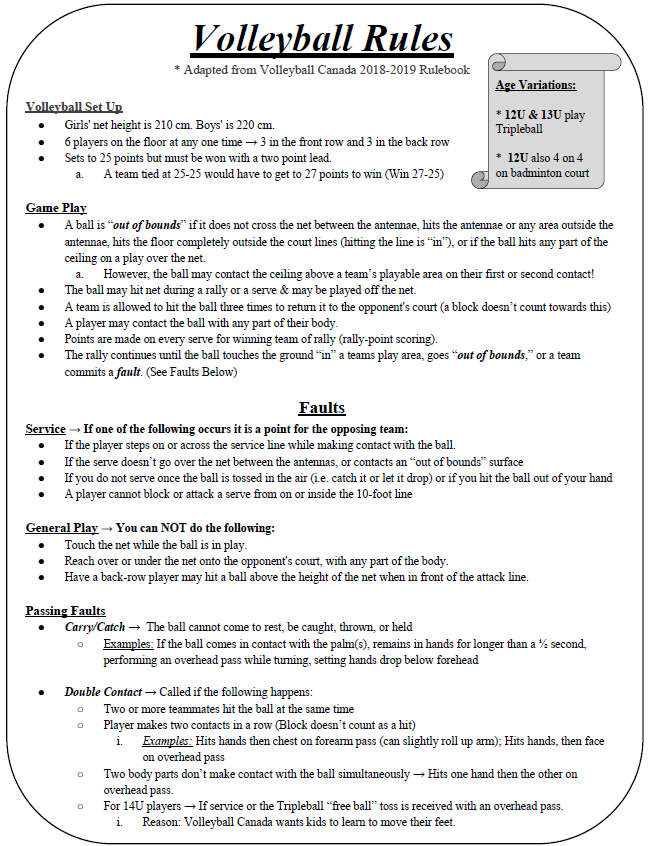 Volleyball Rules
* Adapted from Volleyball Canada 2018-2019 Rulebook
Age Variations:
* 12U & 13U play
Tripleball
* 12U also 4 on 4
on badminton court
Volleyball Set Up
● Girls' net height is 210 cm. Boys' is 220 cm.
● 6 players on the floor at any one time → 3 in the front row and 3 in the back row
● Sets to 25 points but must be won with a two point lead.
a. A team tied at 25-25 would have to get to 27 points to win (Win 27-25)
Game Play
● A ball is “out of bounds” if it does not cross the net between the antennae, hits the antennae or any area outside the
antennae, hits the floor completely outside the court lines (hitting the line is “in”), or if the ball hits any part of the
ceiling on a play over the net.
a. However, the ball may contact the ceiling above a team’s playable area on their first or second contact!
● The ball may hit net during a rally or a serve & may be played off the net.
● A team is allowed to hit the ball three times to return it to the opponent's court (a block doesn’t count towards this)
● A player may contact the ball with any part of their body.
● Points are made on every serve for winning team of rally (rally-point scoring).
● The rally continues until the ball touches the ground “in” a teams play area, goes “out of bounds,” or a team
commits a fault. (See Faults Below)
Faults
Service → If one of the following occurs it is a point for the opposing team:
● If the player steps on or across the service line while making contact with the ball.
● If the serve doesn’t go over the net between the antennas, or contacts an “out of bounds” surface
● If you do not serve once the ball is tossed in the air (i.e. catch it or let it drop) or if you hit the ball out of your hand
● A player cannot block or attack a serve from on or inside the 10-foot line
General Play → You can NOT do the following:
● Touch the net while the ball is in play.
● Reach over or under the net onto the opponent's court, with any part of the body.
● Have a back-row player may hit a ball above the height of the net when in front of the attack line.
Passing Faults
● Carry/Catch → The ball cannot come to rest, be caught, thrown, or held
○ Examples: If the ball comes in contact with the palm(s), remains in hands for longer than a ½ second,
performing an overhead pass while turning, setting hands drop below forehead
● Double Contact → Called if the following happens:
○ Two or more teammates hit the ball at the same time
○ Player makes two contacts in a row (Block doesn’t count as a hit)
i. Examples: Hits hands then chest on forearm pass (can slightly roll up arm); Hits hands, then face
on overhead pass
○ Two body parts don’t make contact with the ball simultaneously → Hits one hand then the other on
overhead pass.
○ For 14U players → If service or the Tripleball “free ball” toss is received with an overhead pass.
i. Reason: Volleyball Canada wants kids to learn to move their feet.